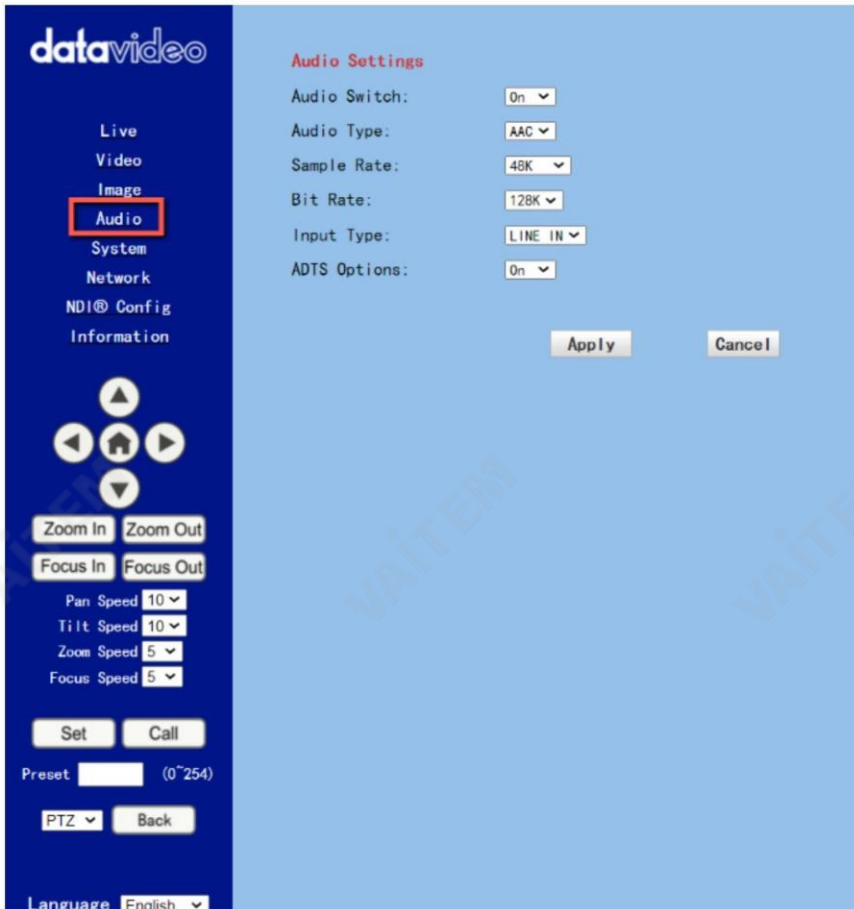 datavideo
Live
Video
Image
Audio
System
Network
NDI® Config
Information
Zoom In Zoom Out
Focus In Focus Out
Pan Speed 10
Tilt Speed 10
Zoom Speed 5
Focus Speed 5
Set Call
Preset (0~254)
PTZ Back
Language English
Audio Settings
Audio Switch: On
Audio Type: AAC
Sample Rate: 48K
Bit Rate: 128K
Input Type: LINE IN
ADTS Options: On
Apply Cancel
VAITEM
VAITEM
VAITEM